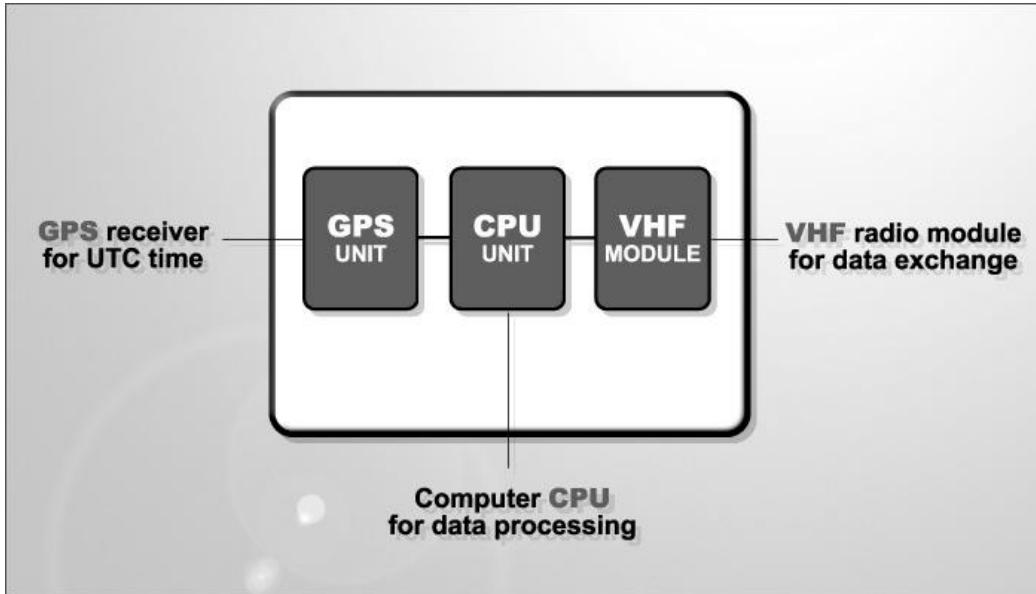 GPS
UNIT
CPU
UNIT
VHF
MODULE
GPS receiver
for UTC time
VHF radio module
for data exchange
Computer CPU
for data processing